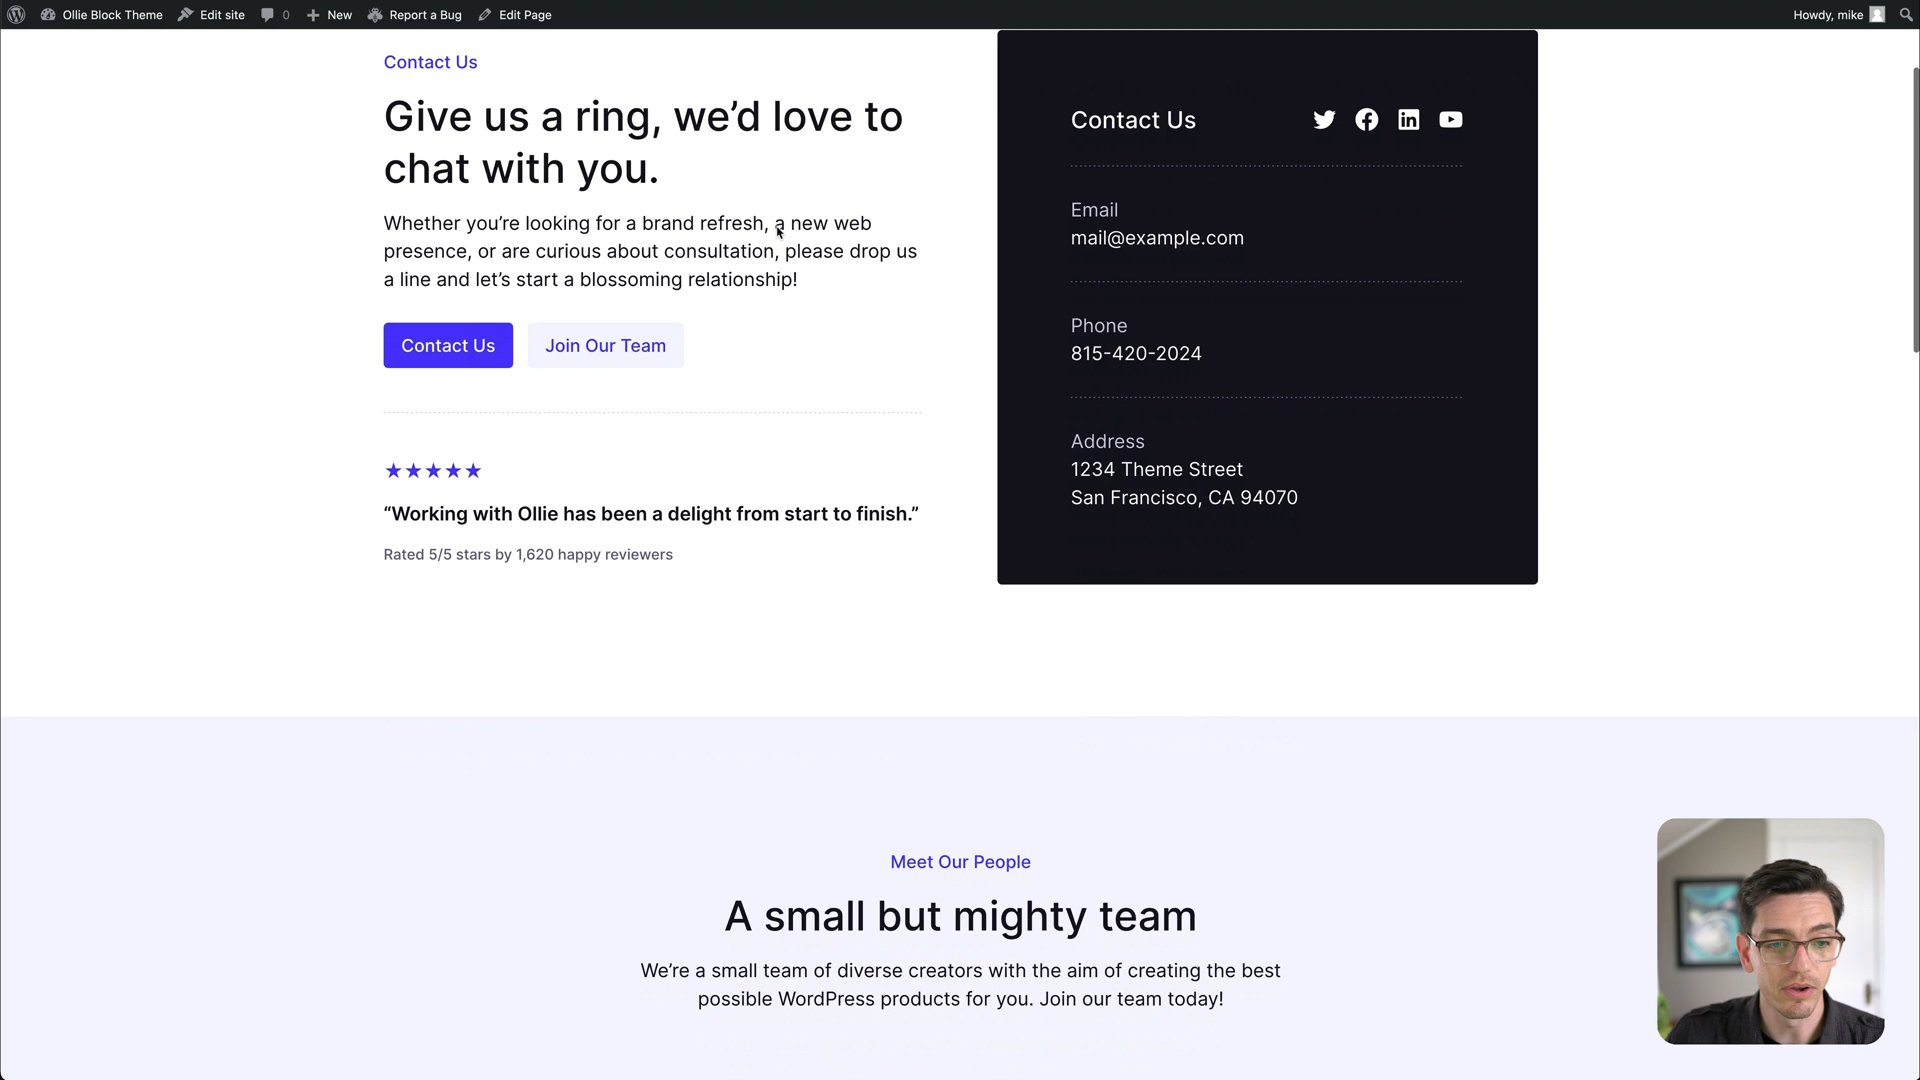 Ollie Block Theme Edit site 0 New Report a Bug Edit Page Howdy, mike
Contact Us
Give us a ring, we’d love to
chat with you.
Whether you’re looking for a brand refresh, a new web
presence, or are curious about consultation, please drop us
a line and let’s start a blossoming relationship!
Contact Us Join Our Team
★★★★★
“Working with Ollie has been a delight from start to finish.”
Rated 5/5 stars by 1,620 happy reviewers
Contact Us
Email
mail@example.com
Phone
815-420-2024
Address
1234 Theme Street
San Francisco, CA 94070
Meet Our People
A small but mighty team
We’re a small team of diverse creators with the aim of creating the best
possible WordPress products for you. Join our team today!